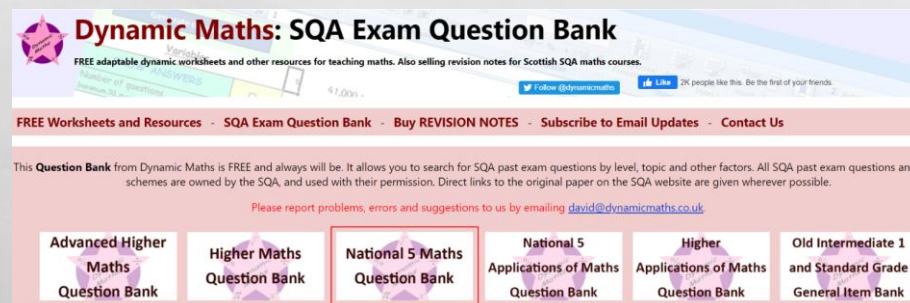 Dynamic Maths: SQA Exam Question Bank
FREE adaptable dynamic worksheets and other resources for teaching maths. Also selling revision notes for Scottish SQA maths courses.
Follow @dynamicmaths
Like 2K people like this. Be the first of your friends.
FREE Worksheets and Resources - SQA Exam Question Bank - Buy REVISION NOTES - Subscribe to Email Updates - Contact Us
This Question Bank from Dynamic Maths is FREE and always will be. It allows you to search for SQA past exam questions by level, topic and other factors. All SQA past exam questions an
schemes are owned by the SQA, and used with their permission. Direct links to the original paper on the SQA website are given wherever possible.
Please report problems, errors and suggestions to us by emailing david@dynamicmaths.co.uk.
Advanced Higher
Maths
Question Bank
Higher Maths
Question Bank
National 5 Maths
Question Bank
National 5
Applications of Maths
Question Bank
Higher
Applications of Maths
Question Bank
Old Intermediate 1
and Standard Grade
General Item Bank